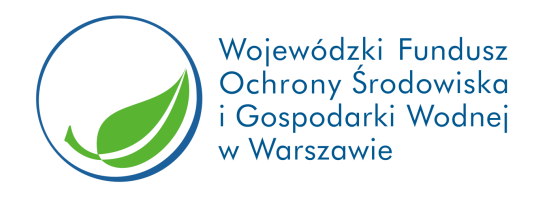 Wojewódzki Fundusz
Ochrony Środowiska
i Gospodarki Wodnej
w Warszawie